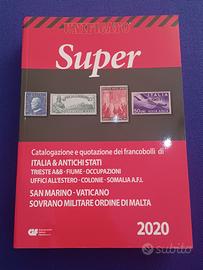 UNIFICATO
Super
Catalogazione e quotazione dei francobolli di
ITALIA & ANTICHI STATI
TRIESTE A&B - FIUME - OCCUPAZIONI
UFFICI ALL'ESTERO - COLONIE - SOMALIA A.F.I.
SAN MARINO - VATICANO
SOVRANO MILITARE ORDINE DI MALTA
2020
subito